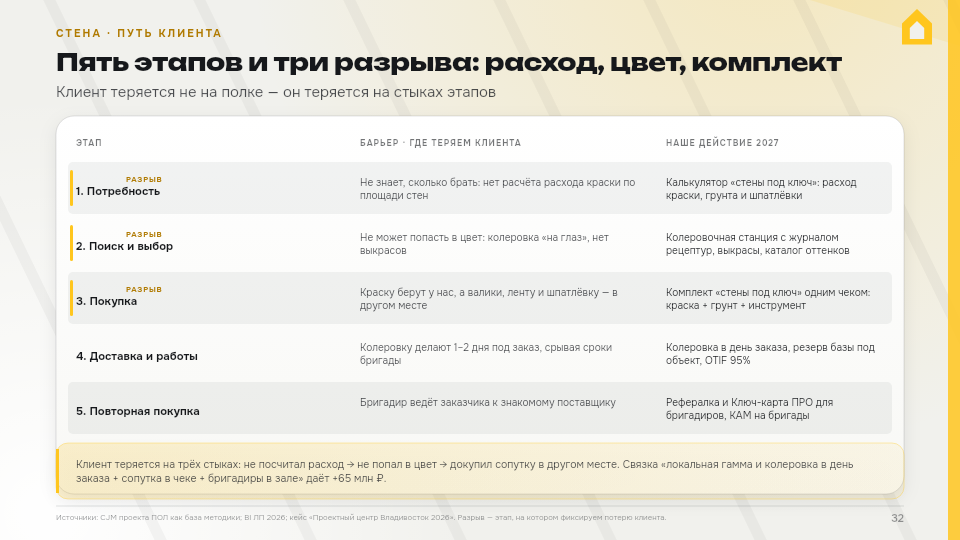 СТЕНА · ПУТЬ КЛИЕНТА
Пять этапов и три разрыва: расход, цвет, комплект
Клиент теряется не на полке — он теряется на стыках этапов
ЭТАП
БАРЬЕР · ГДЕ ТЕРЯЕМ КЛИЕНТА
НАШЕ ДЕЙСТВИЕ 2027
РАЗРЫВ
1. Потребность
Не знает, сколько брать: нет расчёта расхода краски по
площади стен
Калькулятор «стены под ключ»: расход
краски, грунта и шпатлёвки
РАЗРЫВ
2. Поиск и выбор
Не может попасть в цвет: колеровка «на глаз», нет
выкрасов
Колеровочная станция с журналом
рецептур, выкрасы, каталог оттенков
РАЗРЫВ
3. Покупка
Краску берут у нас, а валики, ленту и шпатлёвку — в
другом месте
Комплект «стены под ключ» одним чеком:
краска + грунт + инструмент
4. Доставка и работы
Колеровку делают 1–2 дня под заказ, срывая сроки
бригады
Колеровка в день заказа, резерв базы под
объект, OTIF 95%
5. Повторная покупка
Бригадир ведёт заказчика к знакомому поставщику
Рефералка и Ключ-карта ПРО для
бригадиров, КАМ на бригады
Клиент теряется на трёх стыках: не посчитал расход → не попал в цвет → докупил сопутку в другом месте. Связка «локальная гамма и колеровка в день
заказа + сопутка в чеке + бригадиры в зале» даёт +65 млн ₽.
Источники: CJM проекта ПОЛ как база методики; BI ЛП 2026; кейс «Проектный центр Владивосток 2026». Разрыв — этап, на котором фиксируем потерю клиента.
32